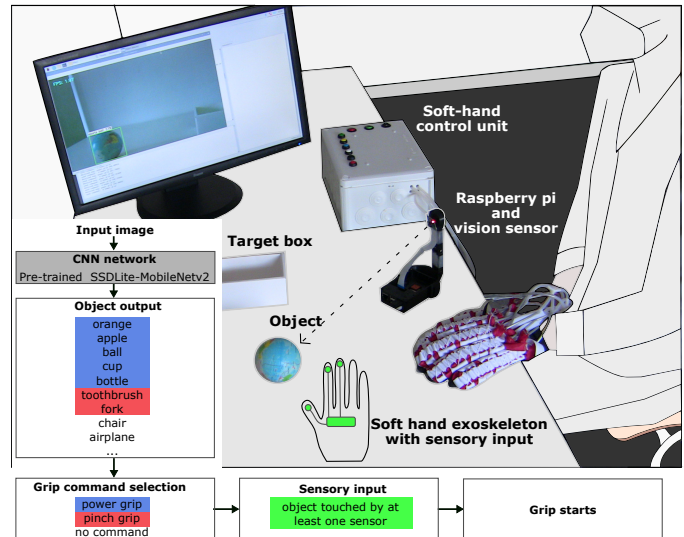 Soft-hand
control unit
Raspberry pi
and
vision sensor
Target box
Object
Soft hand exoskeleton
with sensory input
Input image
CNN network
Pre-trained SSDLite-MobileNetv2
Object output
orange
apple
ball
cup
bottle
toothbrush
fork
chair
airplane
...
Grip command selection
power grip
pinch grip
no command
Sensory input
object touched by at
least one sensor
Grip starts